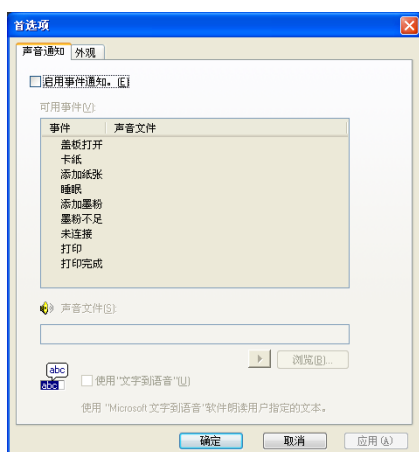 首选项
声音通知 外观
启用事件通知。(E)
可用事件(V):
事件 声音文件
盖板打开
卡紙
添加纸张
睡眠
添加墨粉
墨粉不足
未连接
打印
打印完成
声音文件(S):
浏览(B)...
abc
abc
使用"文字到语音"(U)
使用 "Microsoft 文字到语音"软件朗读用户指定的文本。
确定 取消 应用(A)